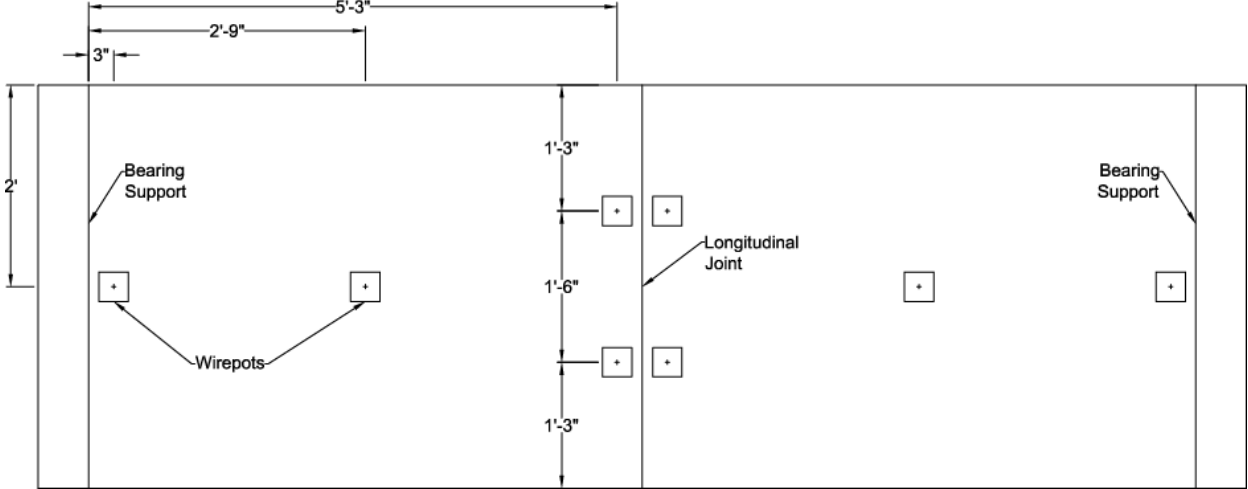 5'-3"
2'-9"
3"
1'-3"
2'
Bearing
Support
Bearing
Support
Longitudinal
Joint
1'-6"
Wirepots
1'-3"